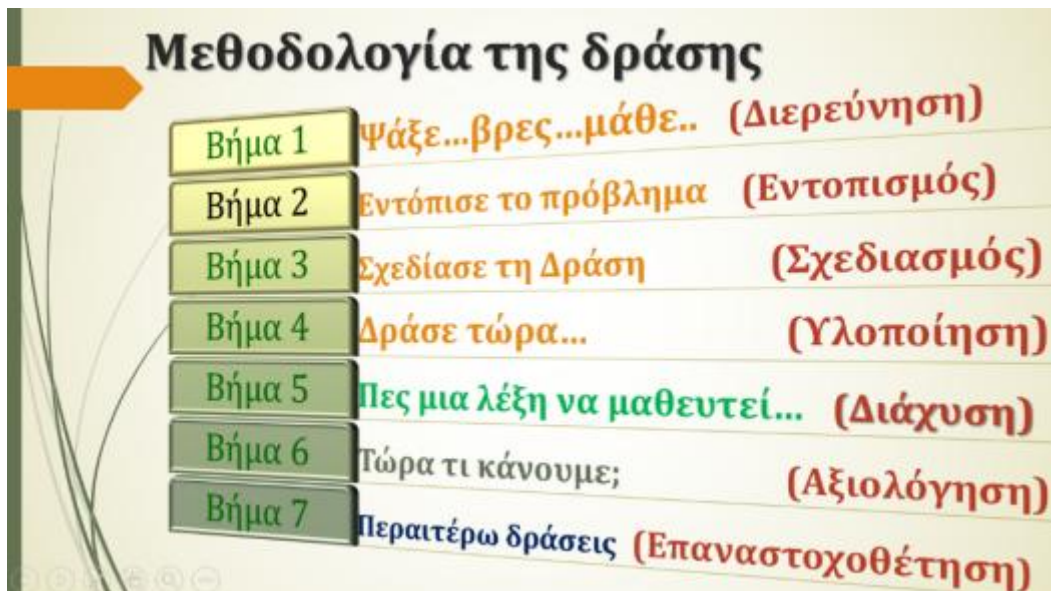 Μεθοδολογία της δράσης
Βήμα 1 Ψάξε...βρες...μάθε.. (Διερεύνηση)
Βήμα 2 Εντόπισε το πρόβλημα (Εντοπισμός)
Βήμα 3 Σχεδίασε τη Δράση (Σχεδιασμός)
Βήμα 4 Δράσε τώρα... (Υλοποίηση)
Βήμα 5 Πες μια λέξη να μαθευτεί... (Διάχυση)
Βήμα 6 Τώρα τι κάνουμε; (Αξιολόγηση)
Βήμα 7 Περαιτέρω δράσεις (Επαναστοχοθέτηση)